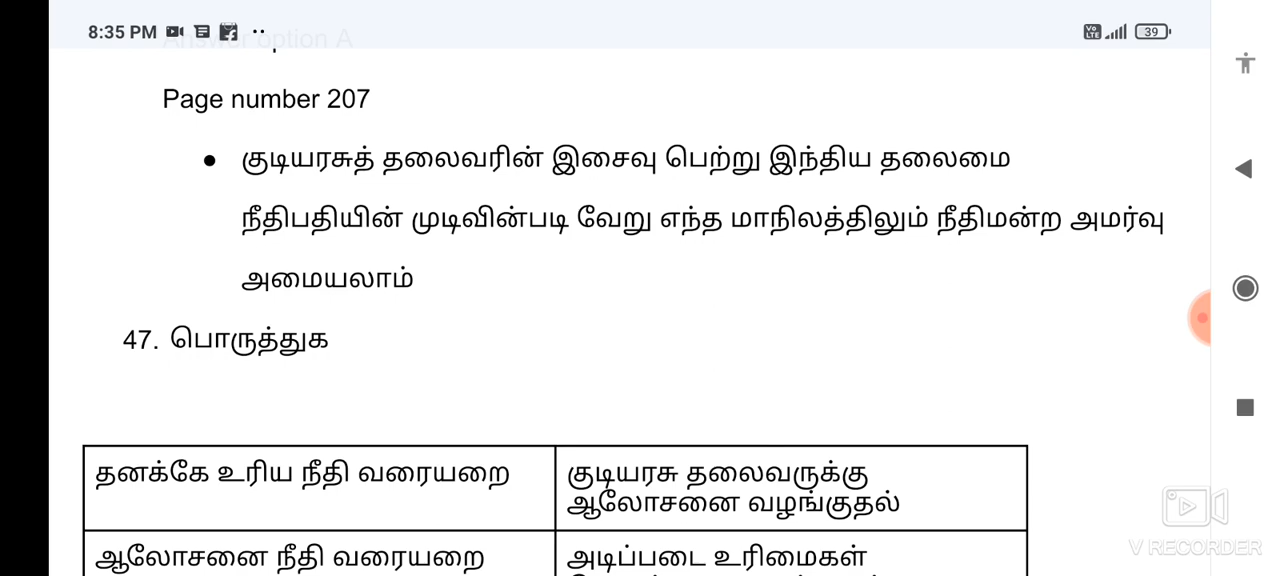 8:35 PM
39
Answer option A
Page number 207
● குடியரசுத் தலைவரின் இசைவு பெற்று இந்திய தலைமை
நீதிபதியின் முடிவின்படி வேறு எந்த மாநிலத்திலும் நீதிமன்ற அமர்வு
அமையலாம்
47. பொருத்துக
தனக்கே உரிய நீதி வரையறை
குடியரசு தலைவருக்கு
ஆலோசனை வழங்குதல்
ஆலோசனை நீதி வரையறை
அடிப்படை உரிமைகள்
V RECORDER